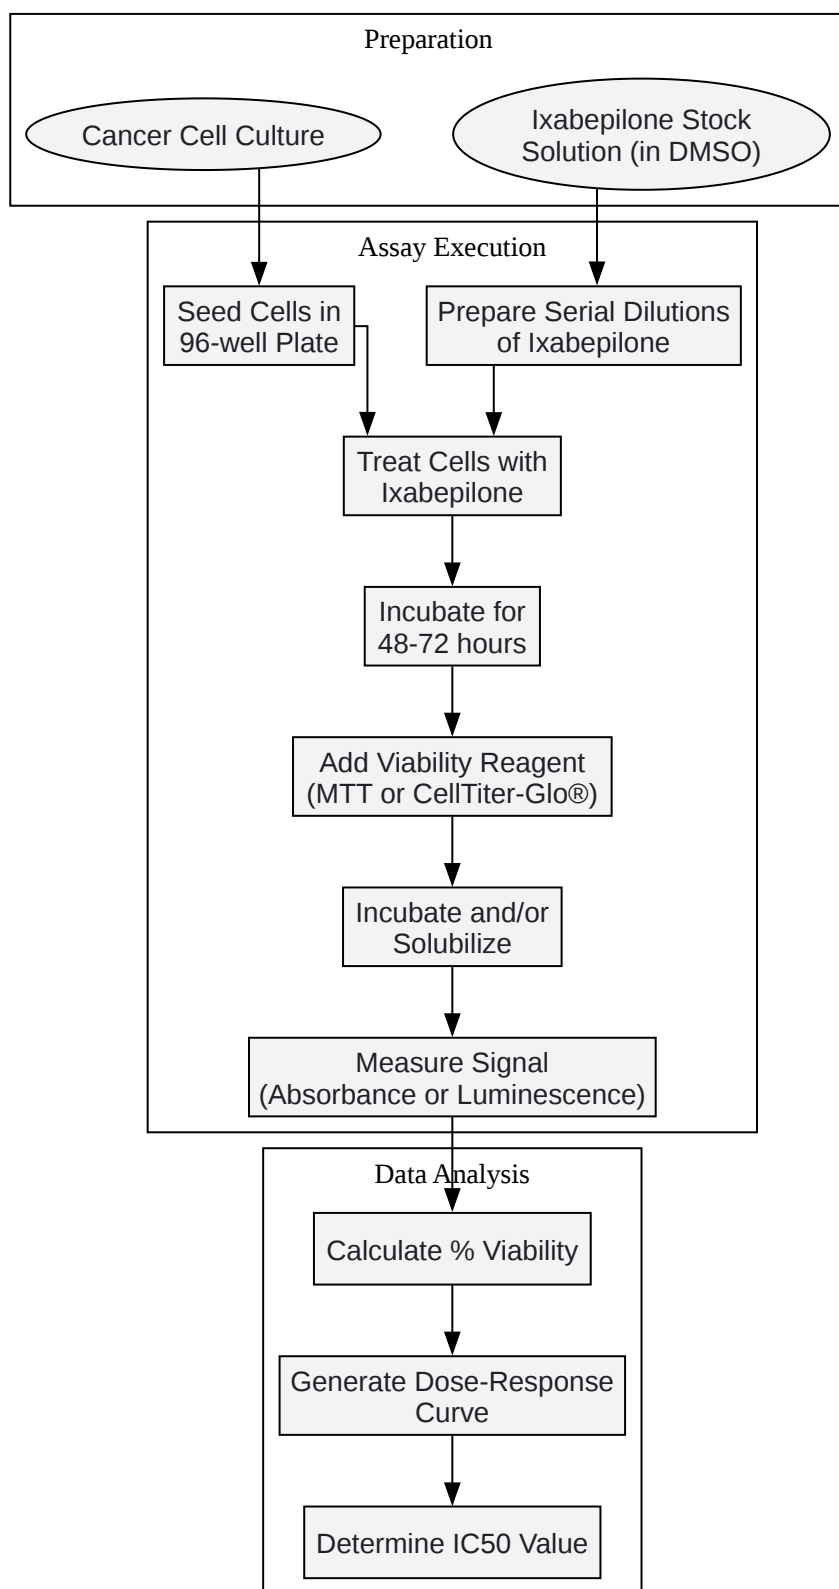 Preparation
Cancer Cell Culture
Ixabepilone Stock
Solution (in DMSO)
Assay Execution
Seed Cells in
96-well Plate
Prepare Serial Dilutions
of Ixabepilone
Treat Cells with
Ixabepilone
Incubate for
48-72 hours
Add Viability Reagent
(MTT or CellTiter-Glo®)
Incubate and/or
Solubilize
Measure Signal
(Absorbance or Luminescence)
Data Analysis
Calculate % Viability
Generate Dose-Response
Curve
Determine IC50 Value